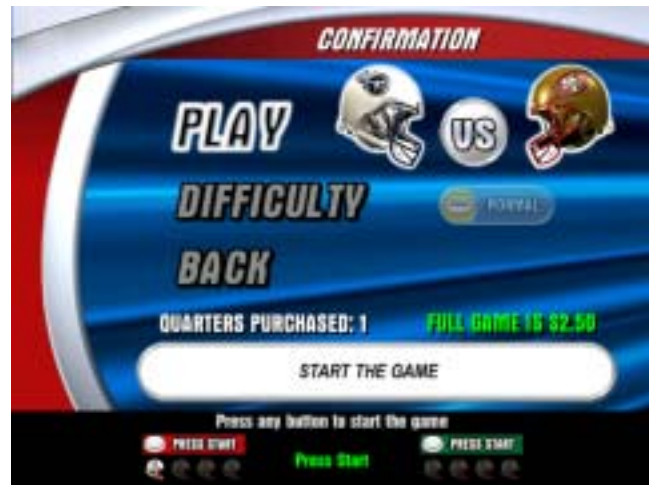 CONFIRMATION
PLAY
VS
DIFFICULTY
NORMAL
BACK
QUARTERS PURCHASED: 1 FULL GAME IS $2.50
START THE GAME
Press any button to start the game
PRESS START
PRESS START
Press Start